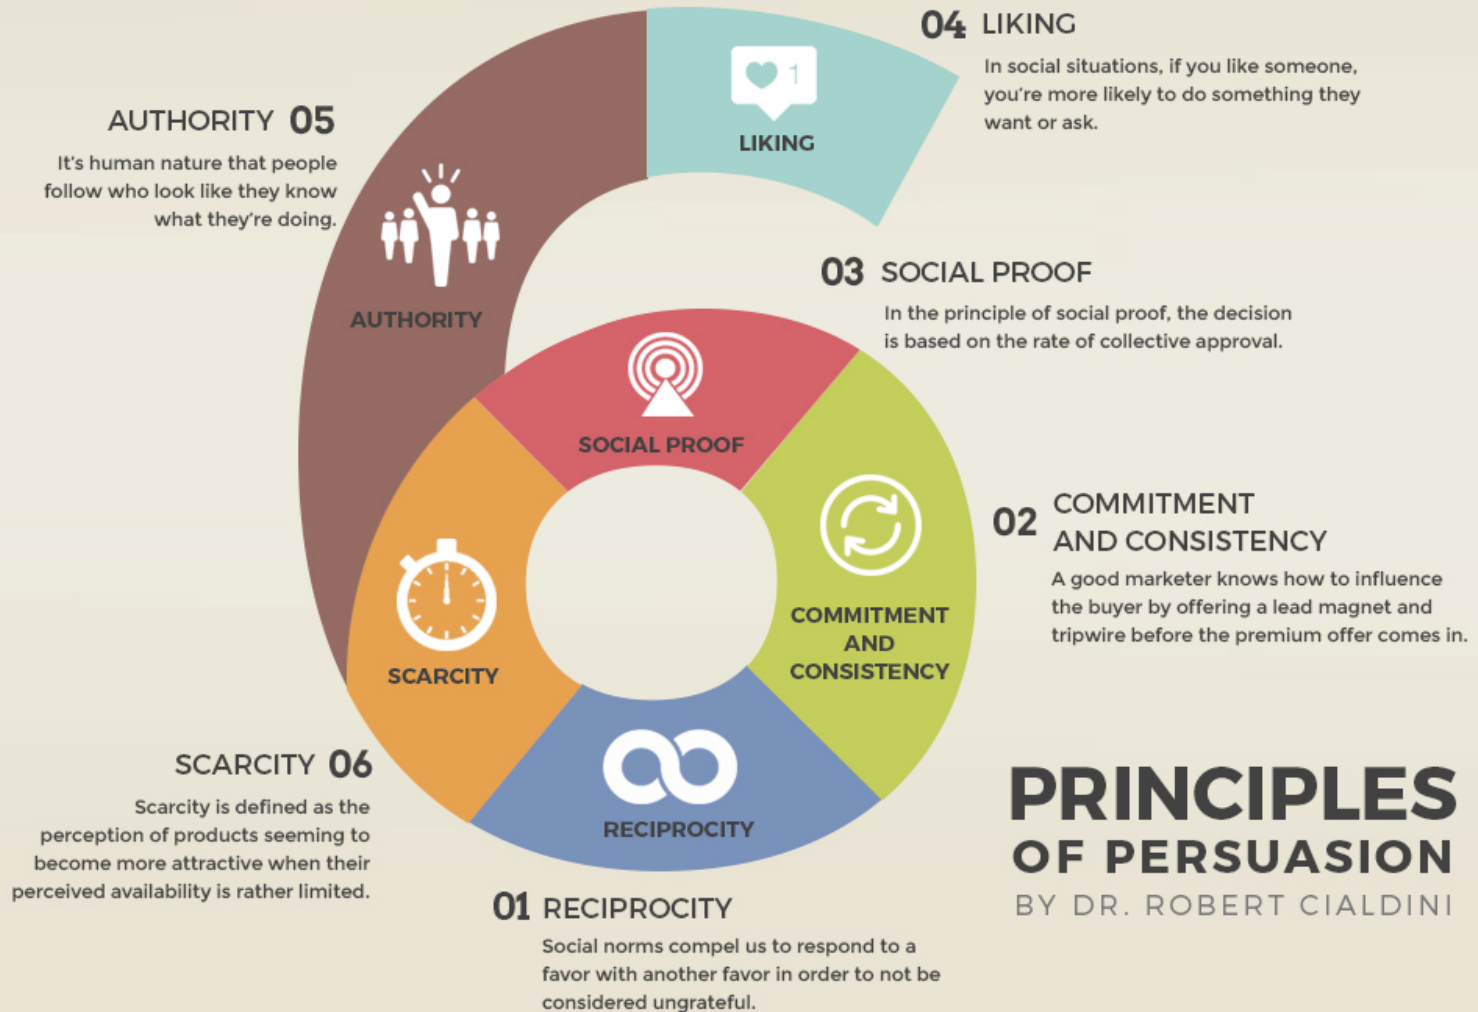 04 LIKING
In social situations, if you like someone,
you're more likely to do something they
want or ask.
LIKING
1
AUTHORITY 05
It's human nature that people
follow who look like they know
what they're doing.
AUTHORITY
03 SOCIAL PROOF
In the principle of social proof, the decision
is based on the rate of collective approval.
SOCIAL PROOF
02 COMMITMENT
AND CONSISTENCY
A good marketer knows how to influence
the buyer by offering a lead magnet and
tripwire before the premium offer comes in.
COMMITMENT
AND
CONSISTENCY
SCARCITY
SCARCITY 06
Scarcity is defined as the
perception of products seeming to
become more attractive when their
perceived availability is rather limited.
RECIPROCITY
01 RECIPROCITY
Social norms compel us to respond to a
favor with another favor in order to not be
considered ungrateful.
PRINCIPLES
OF PERSUASION
BY DR. ROBERT CIALDINI